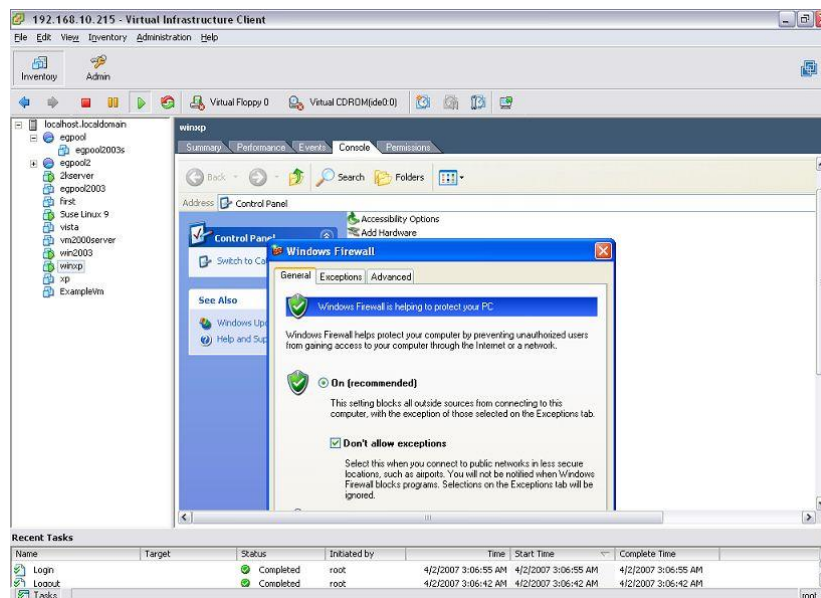 192.168.10.215 - Virtual Infrastructure Client
File Edit View Inventory Administration Help
Inventory Admin
Virtual Floppy 0 Virtual CDROM(ide0:0)
localhost.localdomain
egpool
egpool2003s
egpool2
2kserver
egpool2003
first
Suse Linux 9
vista
vm2000server
win2003
winxp
xp
ExampleVm
winxp
Summary Performance Events Console Permissions
Back Search Folders
Address Control Panel
Control Panel
Switch to Ca
See Also
Windows Upd
Help and Sup
Accessibility Options
Add Hardware
Windows Firewall
General Exceptions Advanced
Windows Firewall is helping to protect your PC
Windows Firewall helps protect your computer by preventing unauthorized users
from gaining access to your computer through the Internet or a network.
On (recommended)
This setting blocks all outside sources from connecting to this
computer, with the exception of those selected on the Exceptions tab.
Don't allow exceptions
Select this when you connect to public networks in less secure
locations, such as airports. You will not be notified when Windows
Firewall blocks programs. Selections on the Exceptions tab will be
ignored.
Recent Tasks
Name Target Status Initiated by Time Start Time Complete Time
Login Completed root 4/2/2007 3:06:55 AM 4/2/2007 3:06:55 AM 4/2/2007 3:06:55 AM
Logout Completed root 4/2/2007 3:06:42 AM 4/2/2007 3:06:42 AM 4/2/2007 3:06:42 AM
Tasks root